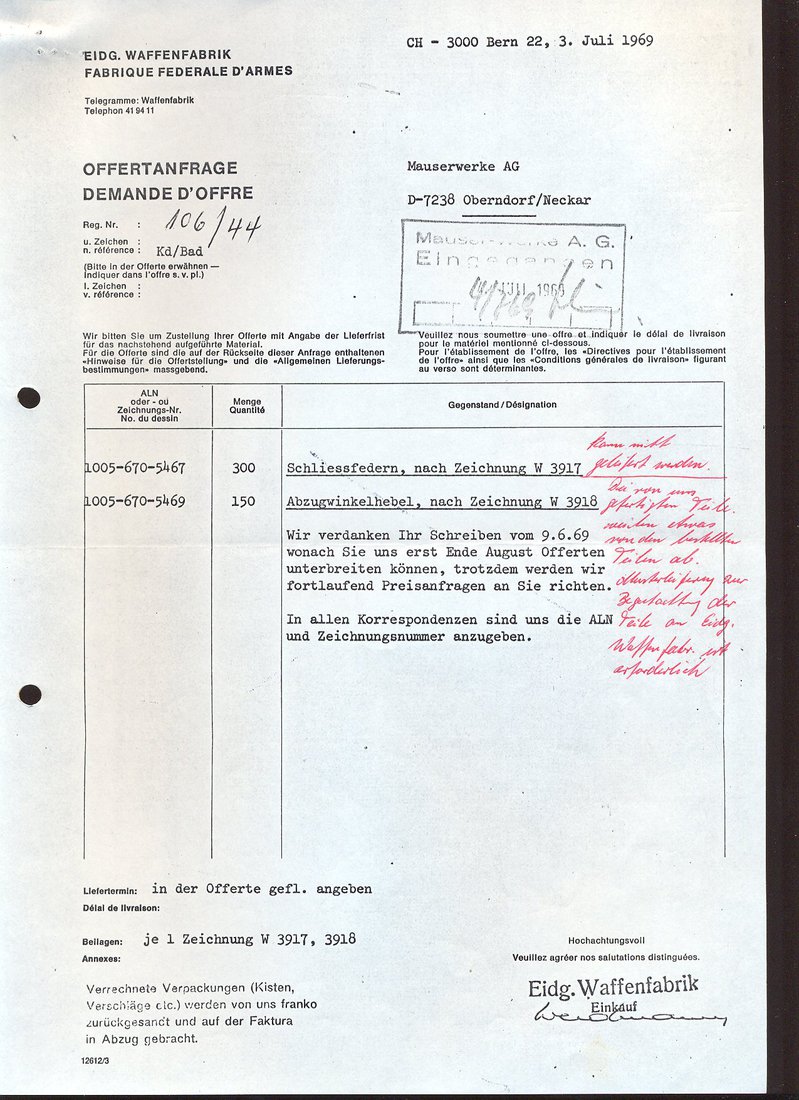 CH - 3000 Bern 22, 3. Juli 1969
EIDG. WAFFENFABRIK
FABRIQUE FEDERALE D'ARMES
Telegramme: Waffenfabrik
Telephon 41 94 11
OFFERTANFRAGE
DEMANDE D'OFFRE
Reg. Nr. : 106/44
u. Zeichen :
n. référence : Kd/Bad
(Bitte in der Offerte erwähnen —
indiquer dans l'offre s. v. pl.)
I. Zeichen :
v. référence :
Mauserwerke AG
D-7238 Oberndorf/Neckar
Mauser-Werke A. G.
Eingegangen
JULI 1969
Wir bitten Sie um Zustellung Ihrer Offerte mit Angabe der Lieferfrist
für das nachstehend aufgeführte Material.
Für die Offerte sind die auf der Rückseite dieser Anfrage enthaltenen
«Hinweise für die Offertstellung» und die «Allgemeinen Lieferungs-
bestimmungen» massgebend.
Veuillez nous soumettre une offre et indiquer le délai de livraison
pour le matériel mentionné ci-dessous.
Pour l'établissement de l'offre, les «Directives pour l'établissement
de l'offre» ainsi que les «Conditions générales de livraison» figurant
au verso sont déterminantes.
ALN
oder - ou
Zeichnungs-Nr.
No. du dessin
Menge
Quantité
Gegenstand / Désignation
1005-670-5467 300 Schliessfedern, nach Zeichnung W 3917
1005-670-5469 150 Abzugwinkelhebel, nach Zeichnung W 3918
Wir verdanken Ihr Schreiben vom 9.6.69
wonach Sie uns erst Ende August Offerten
unterbreiten können, trotzdem werden wir
fortlaufend Preisanfragen an Sie richten.
In allen Korrespondenzen sind uns die ALN
und Zeichnungsnummer anzugeben.
kann nicht
geliefert werden.
Die von uns
gefertigten Teile
weichen etwas
von den bestellten
Teilen ab.
Musterlieferung zur
Begutachtung der
Teile an Eidg.
Waffenfabr. ist
erforderlich
Liefertermin: in der Offerte gefl. angeben
Délai de livraison:
Beilagen: je 1 Zeichnung W 3917, 3918
Annexes:
Verrechnete Verpackungen (Kisten,
Verschläge etc.) werden von uns franko
zurückgesandt und auf der Faktura
in Abzug gebracht.
12612/3
Hochachtungsvoll
Veuillez agréer nos salutations distinguées.
Eidg. Waffenfabrik
Einkauf